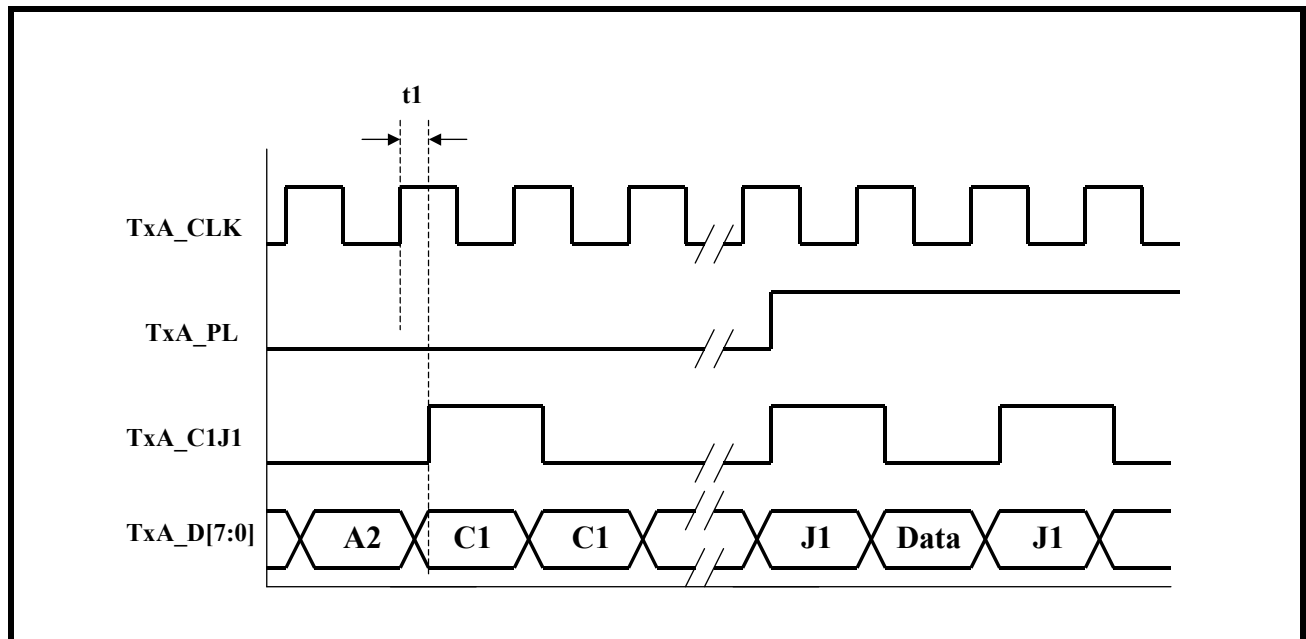 t1
TxA_CLK
TxA_PL
TxA_C1J1
TxA_D[7:0] A2 C1 C1 J1 Data J1